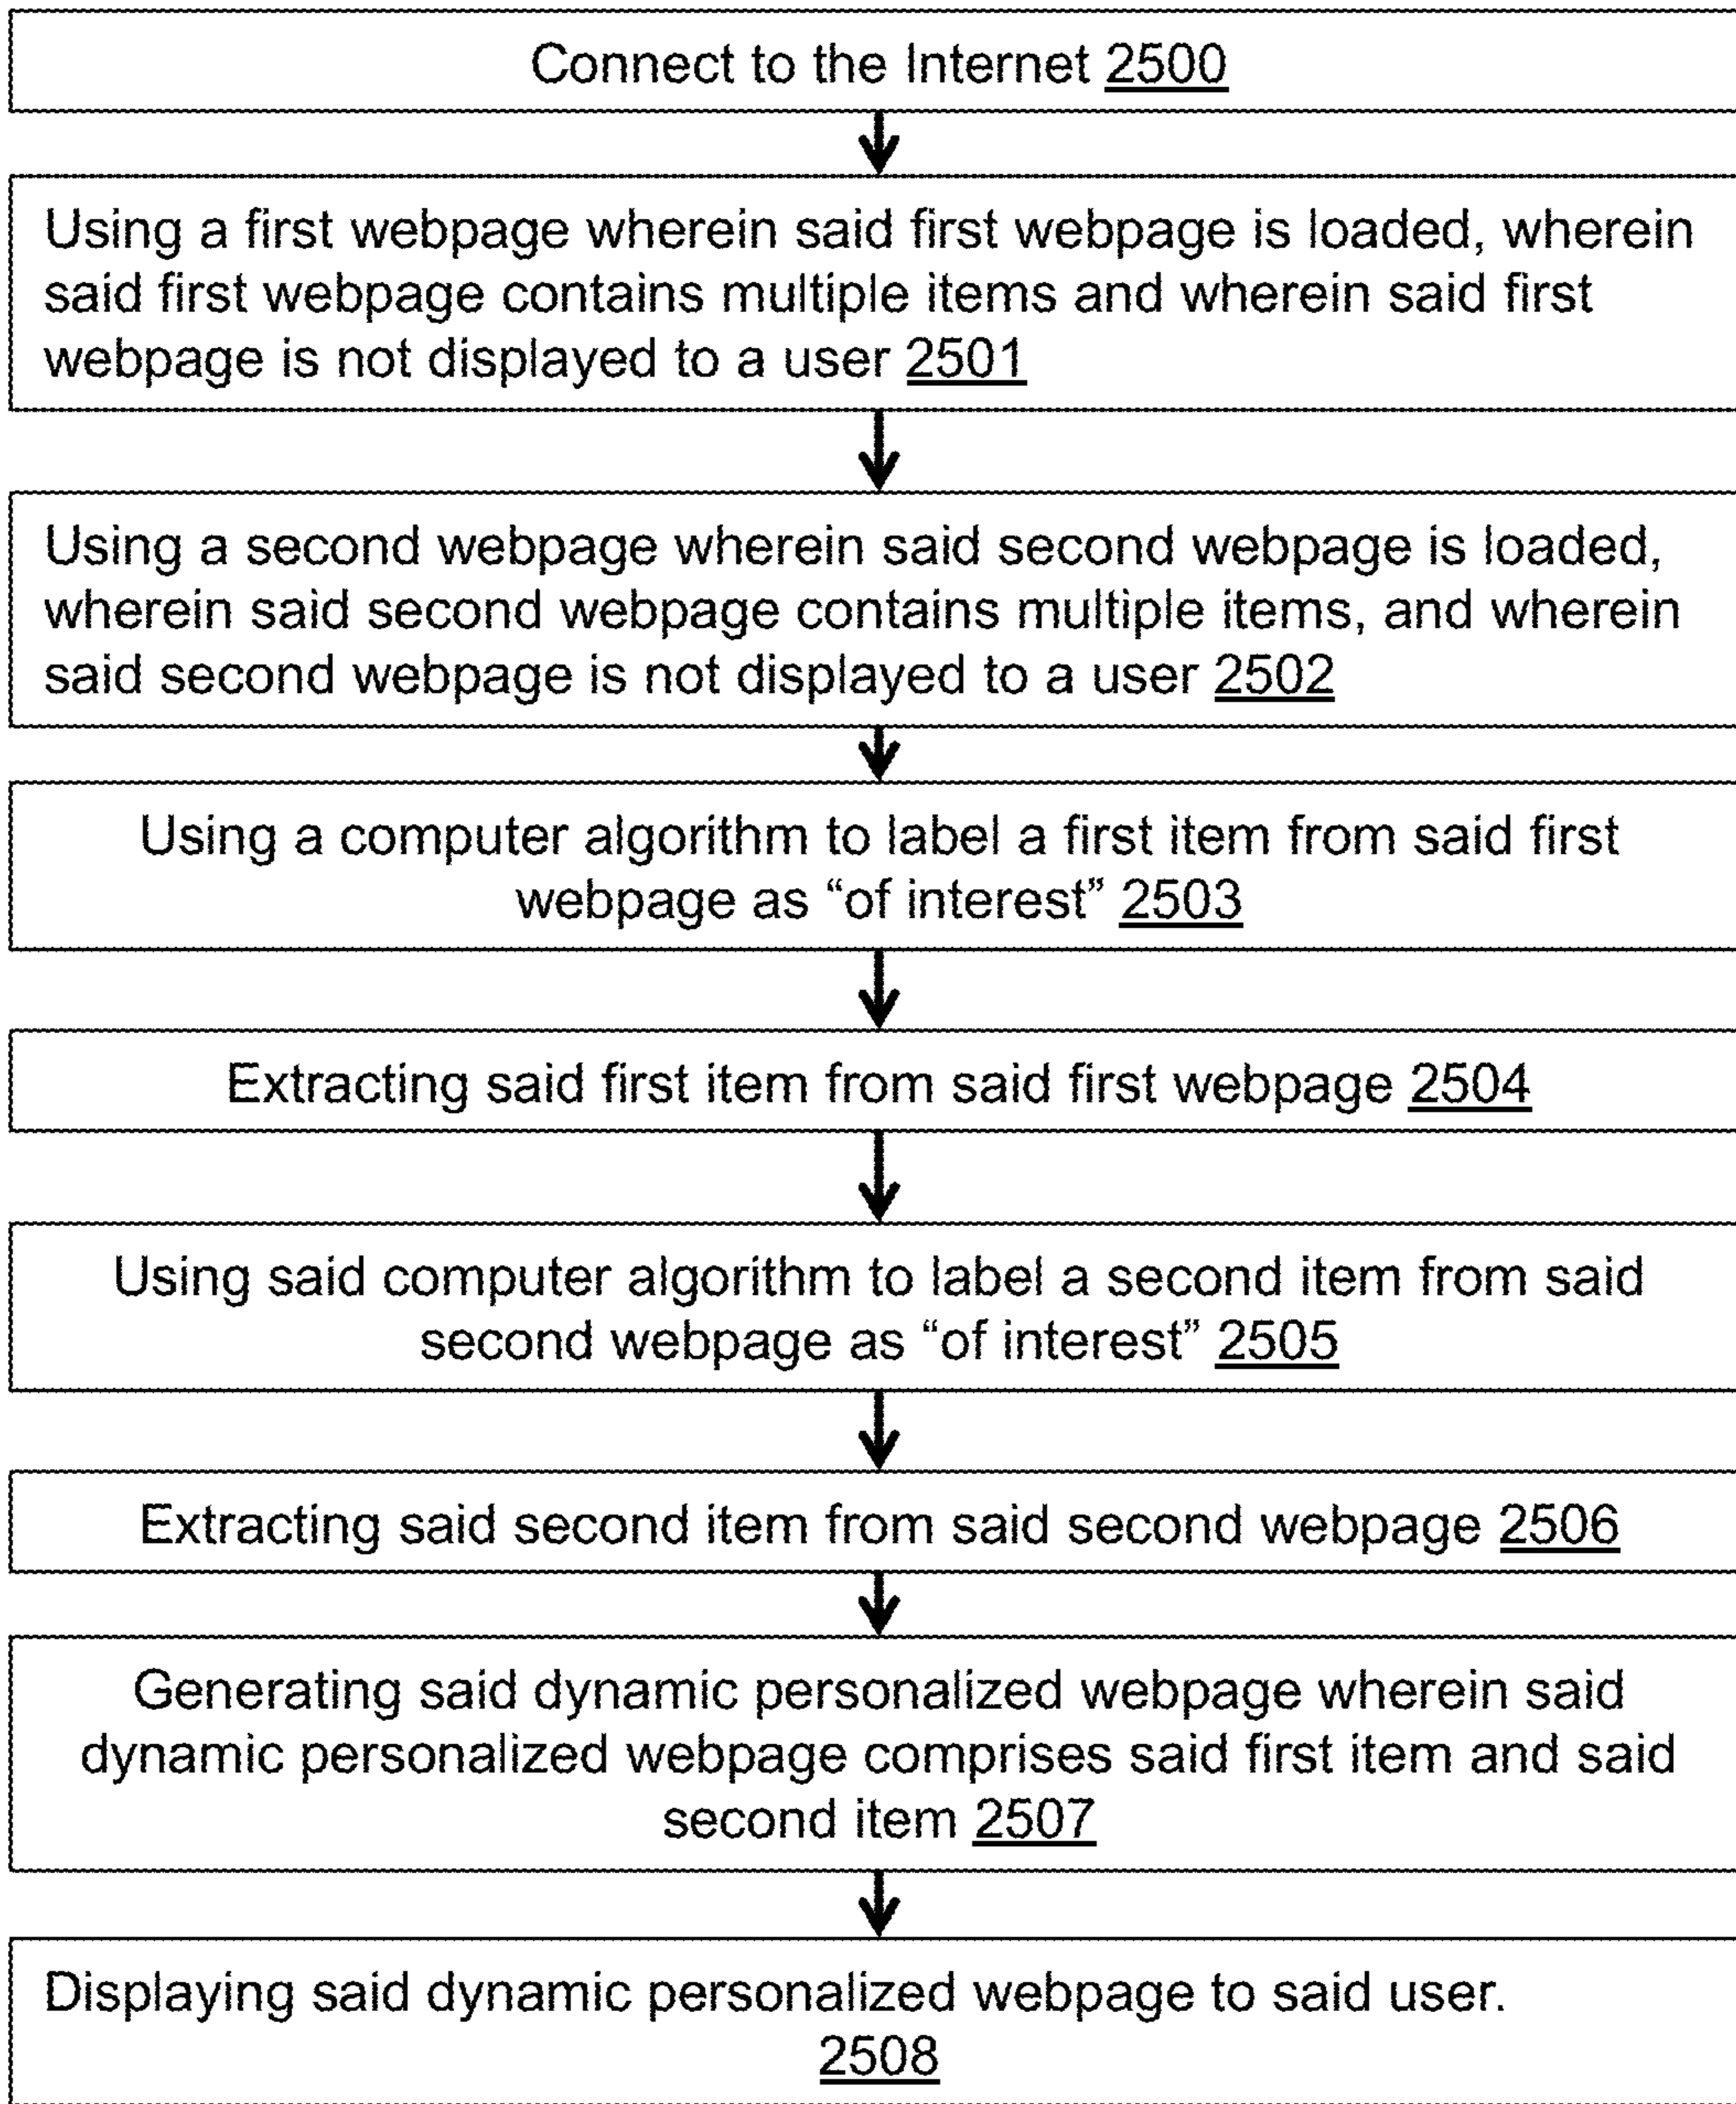 Connect to the Internet 2500
Using a first webpage wherein said first webpage is loaded, wherein
said first webpage contains multiple items and wherein said first
webpage is not displayed to a user 2501
Using a second webpage wherein said second webpage is loaded,
wherein said second webpage contains multiple items, and wherein
said second webpage is not displayed to a user 2502
Using a computer algorithm to label a first item from said first
webpage as “of interest” 2503
Extracting said first item from said first webpage 2504
Using said computer algorithm to label a second item from said
second webpage as “of interest” 2505
Extracting said second item from said second webpage 2506
Generating said dynamic personalized webpage wherein said
dynamic personalized webpage comprises said first item and said
second item 2507
Displaying said dynamic personalized webpage to said user.
2508